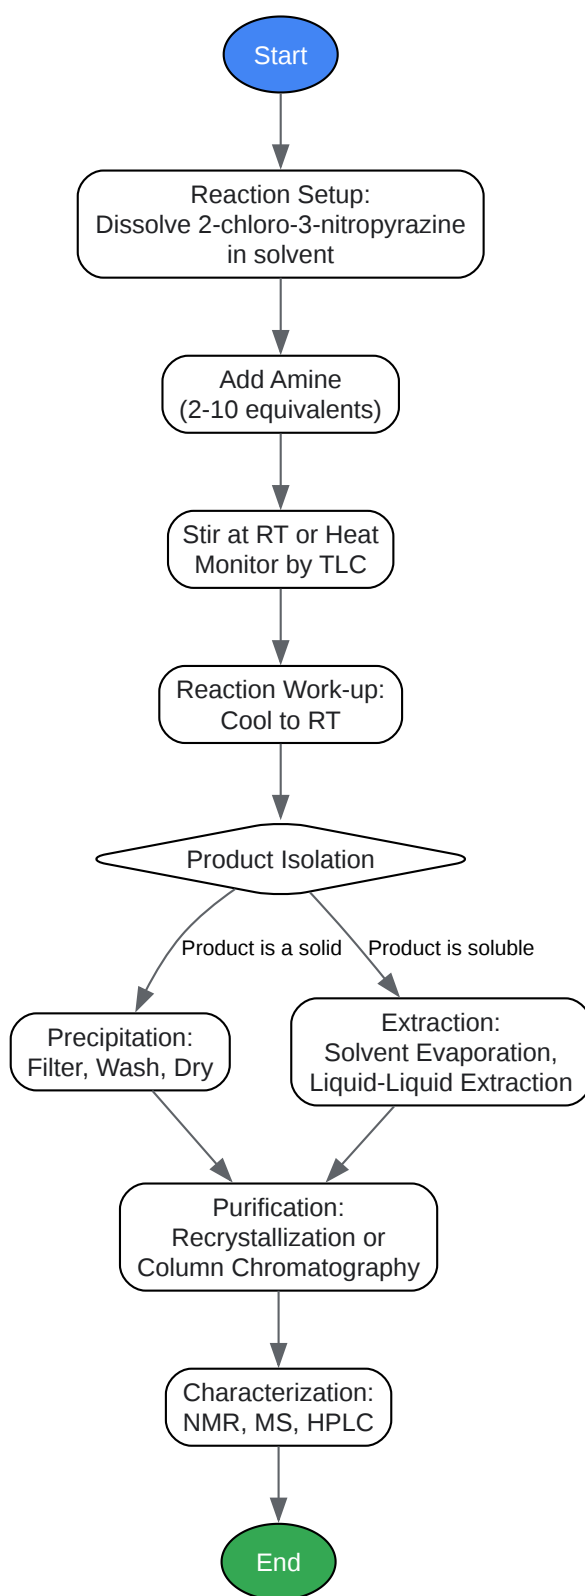 Start
Reaction Setup:
Dissolve 2-chloro-3-nitropyrazine
in solvent
Add Amine
(2-10 equivalents)
Stir at RT or Heat
Monitor by TLC
Reaction Work-up:
Cool to RT
Product Isolation
Product is a solid
Product is soluble
Precipitation:
Filter, Wash, Dry
Extraction:
Solvent Evaporation,
Liquid-Liquid Extraction
Purification:
Recrystallization or
Column Chromatography
Characterization:
NMR, MS, HPLC
End